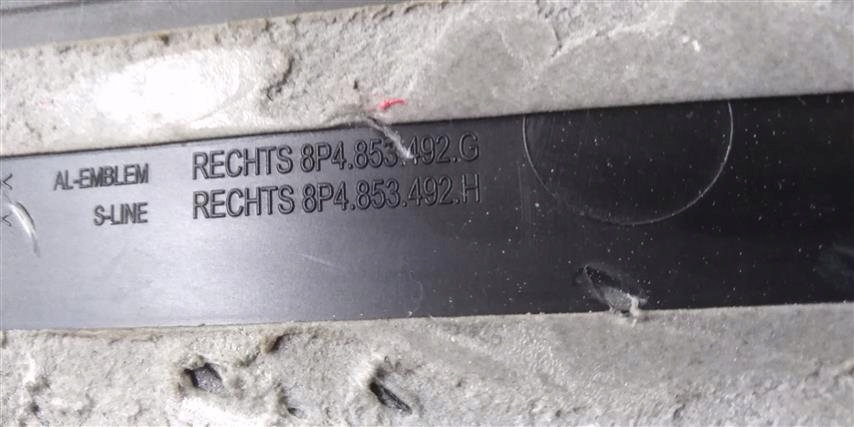 AL-EMBLEM RECHTS 8P4.853.492.G
S-LINE RECHTS 8P4.853.492.H